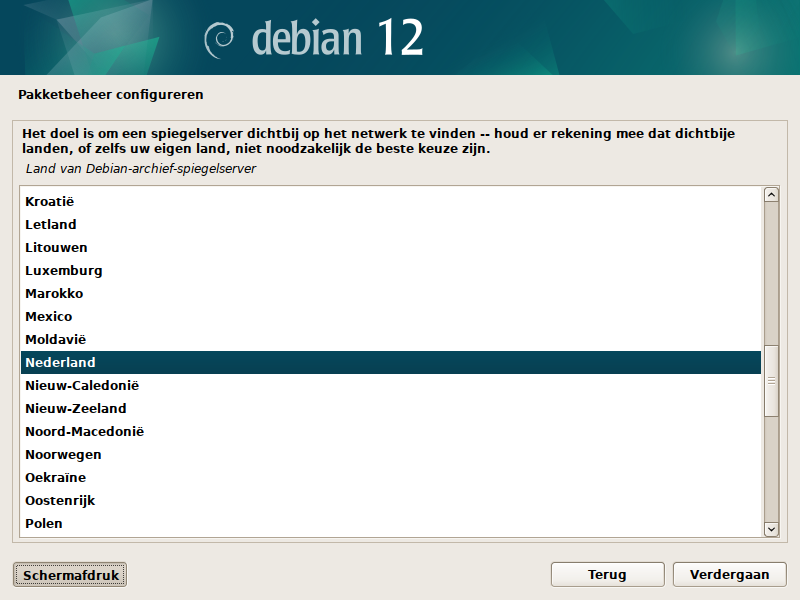 debian 12
Pakketbeheer configureren
Het doel is om een spiegelserver dichtbij op het netwerk te vinden -- houd er rekening mee dat dichtbije
landen, of zelfs uw eigen land, niet noodzakelijk de beste keuze zijn.
Land van Debian-archief-spiegelserver
Kroatië
Letland
Litouwen
Luxemburg
Marokko
Mexico
Moldavië
Nederland
Nieuw-Caledonië
Nieuw-Zeeland
Noord-Macedonië
Noorwegen
Oekraïne
Oostenrijk
Polen
Schermafdruk
Terug
Verdergaan